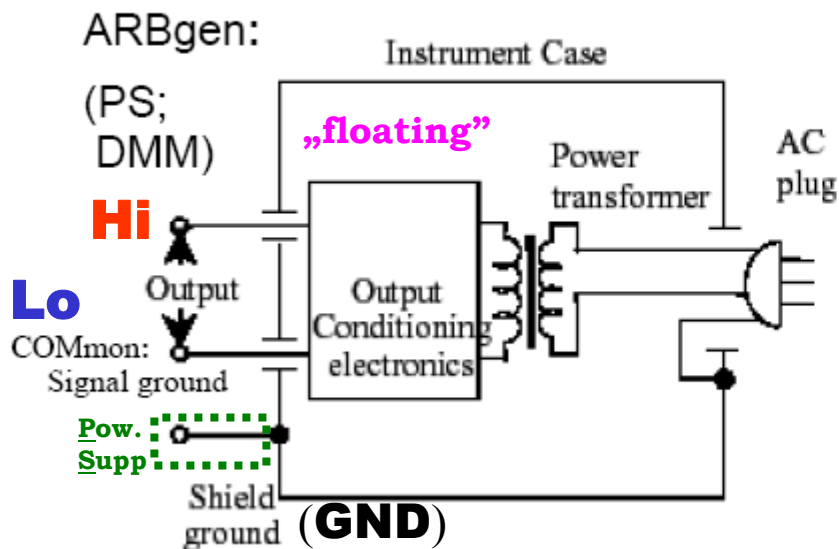 ARBgen:
(PS;
DMM)
Instrument Case
„floating”
Power
transformer
AC
plug
Hi
Lo
Output
COMmon:
Signal ground
Output
Conditioning
electronics
Pow.
Supp
Shield
ground (GND)